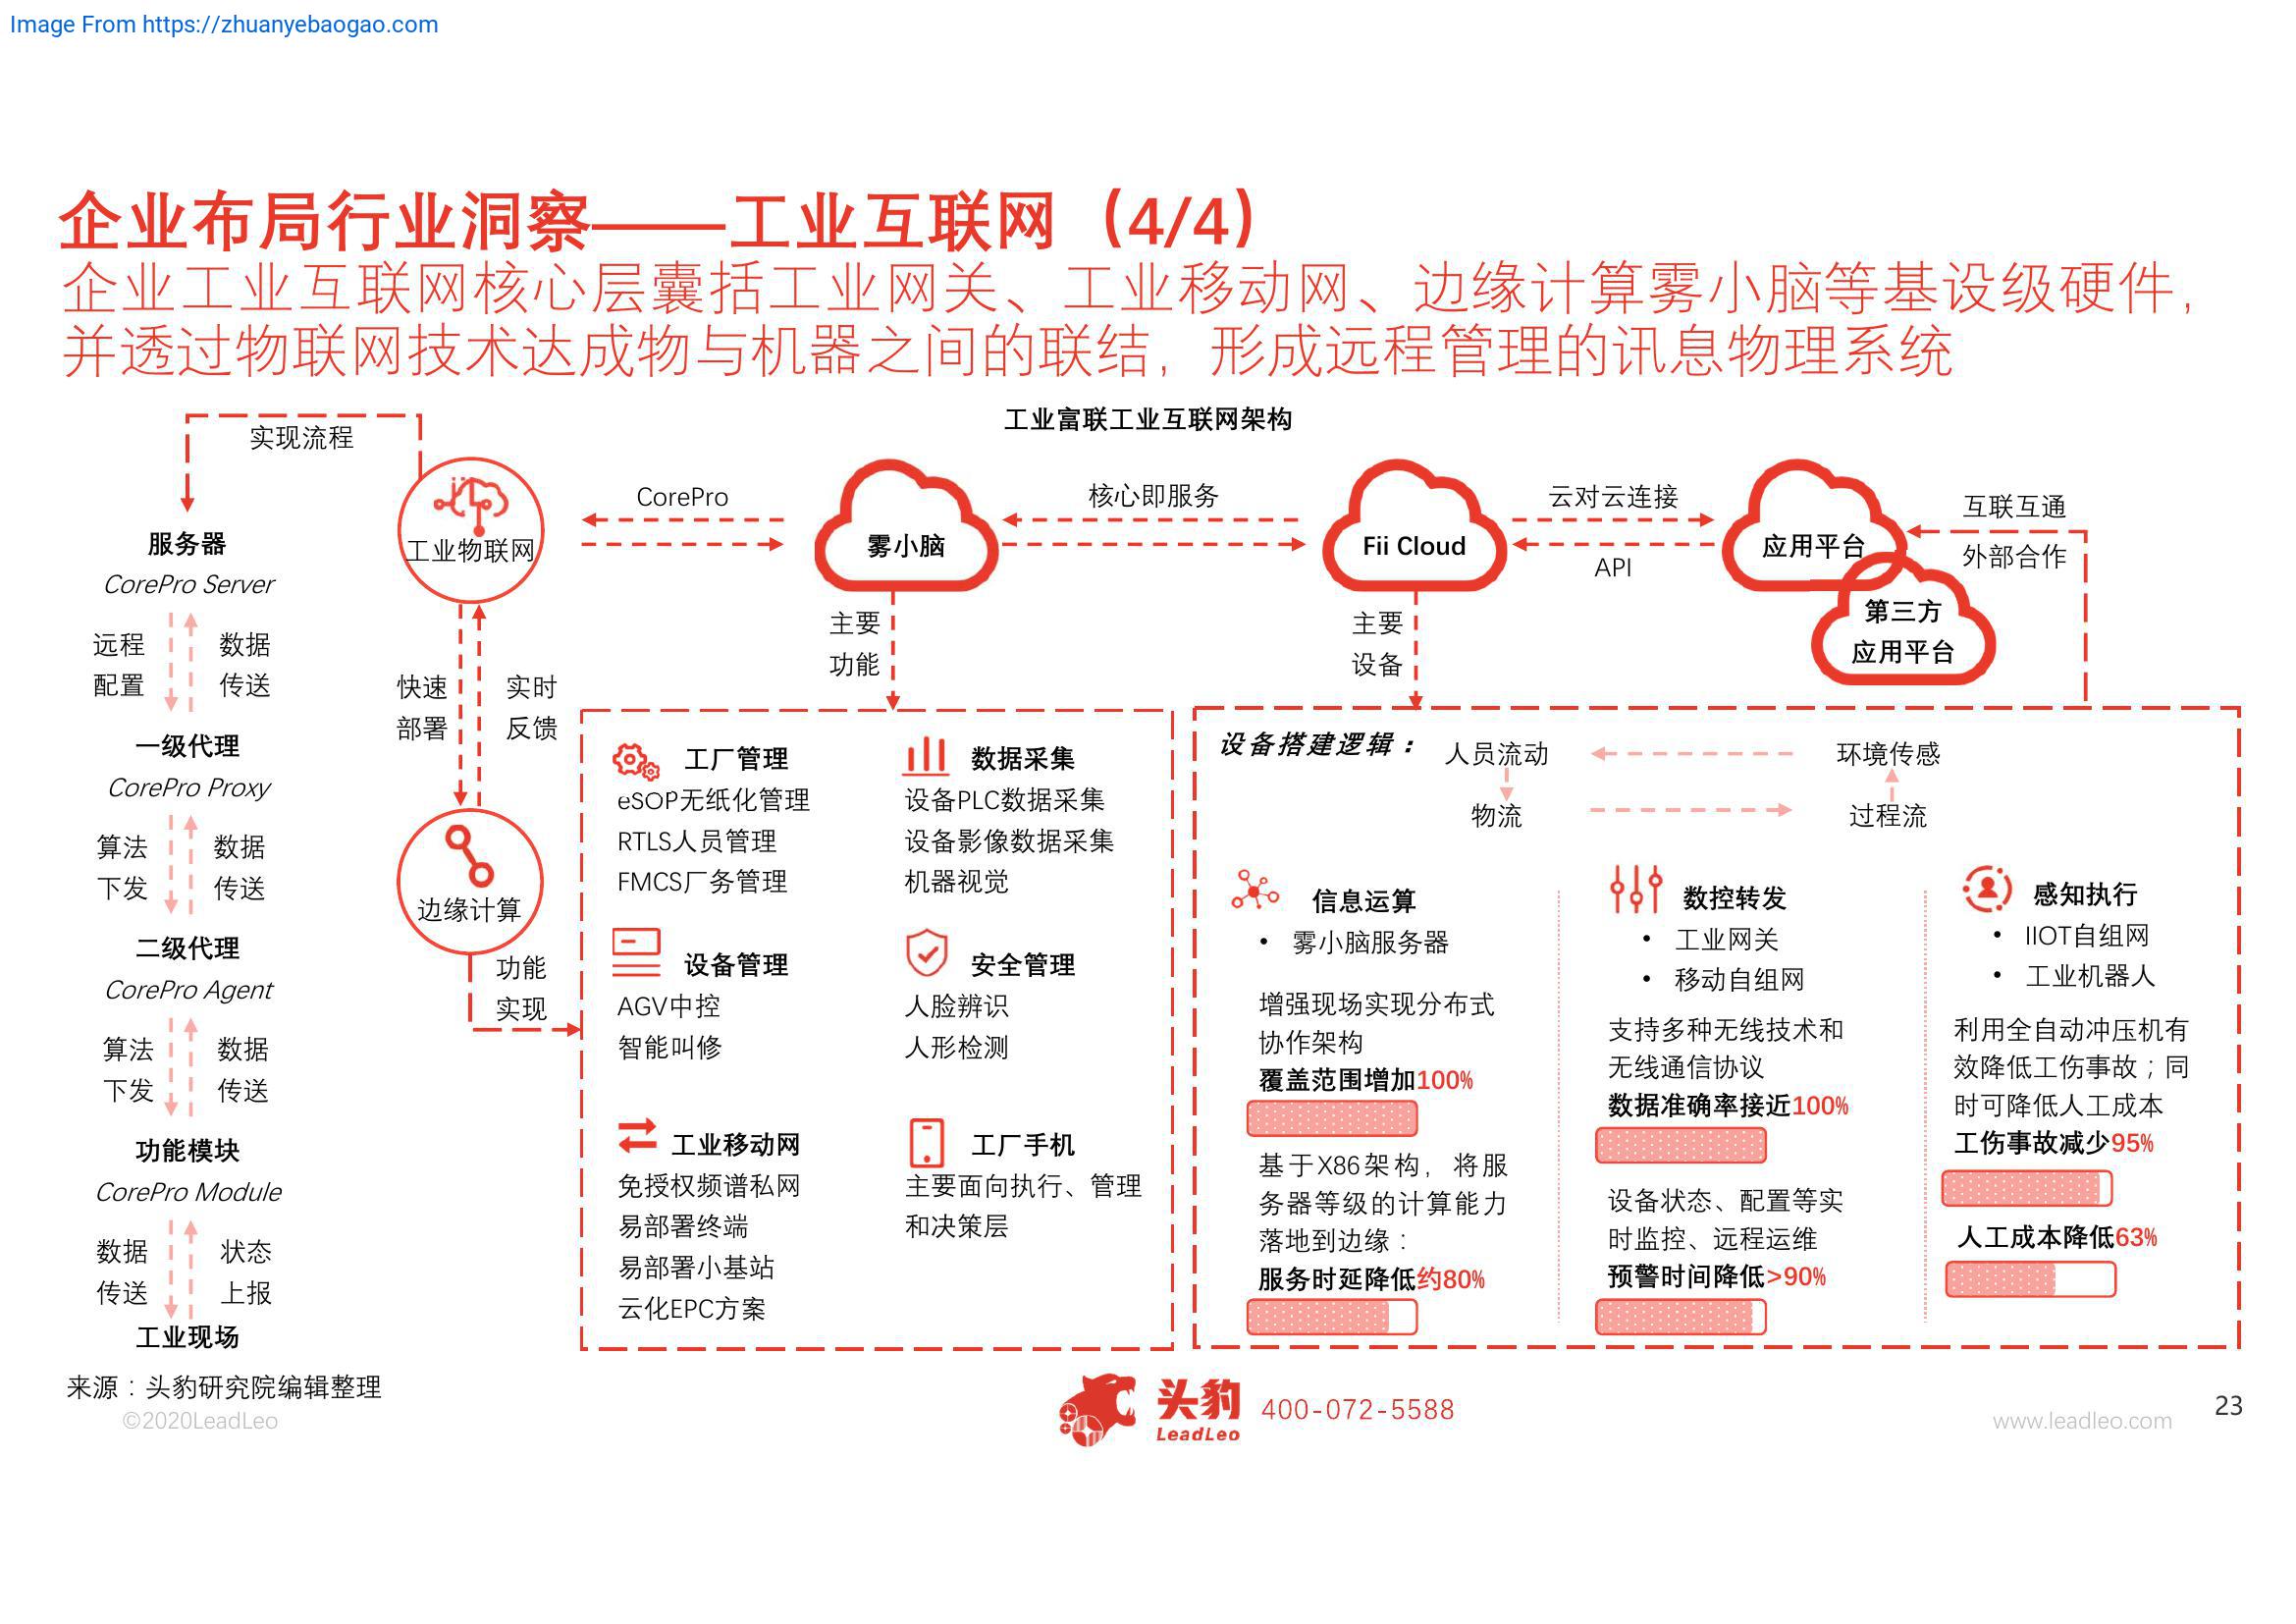 Image From https://zhuanyebaogao.com
企业布局行业洞察——工业互联网（4/4）
企业工业互联网核心层囊括工业网关、工业移动网、边缘计算雾小脑等基设级硬件，
并透过物联网技术达成物与机器之间的联结，形成远程管理的讯息物理系统
工业富联工业互联网架构
实现流程
服务器
CorePro Server
远程
配置
数据
传送
一级代理
CorePro Proxy
算法
下发
数据
传送
二级代理
CorePro Agent
算法
下发
数据
传送
功能模块
CorePro Module
数据
传送
状态
上报
工业现场
工业物联网
快速
部署
实时
反馈
边缘计算
功能
实现
CorePro
雾小脑
核心即服务
Fii Cloud
云对云连接
API
应用平台
第三方
应用平台
互联互通
外部合作
主要
功能
主要
设备
工厂管理
eSOP无纸化管理
RTLS人员管理
FMCS厂务管理
数据采集
设备PLC数据采集
设备影像数据采集
机器视觉
设备管理
AGV中控
智能叫修
安全管理
人脸辨识
人形检测
工业移动网
免授权频谱私网
易部署终端
易部署小基站
云化EPC方案
工厂手机
主要面向执行、管理
和决策层
设备搭建逻辑：
人员流动
环境传感
物流
过程流
信息运算
• 雾小脑服务器
增强现场实现分布式
协作架构
覆盖范围增加100%
基于X86架构，将服
务器等级的计算能力
落地到边缘：
服务时延降低约80%
数控转发
• 工业网关
• 移动自组网
支持多种无线技术和
无线通信协议
数据准确率接近100%
设备状态、配置等实
时监控、远程运维
预警时间降低>90%
感知执行
• IIOT自组网
• 工业机器人
利用全自动冲压机有
效降低工伤事故；同
时可降低人工成本
工伤事故减少95%
人工成本降低63%
来源：头豹研究院编辑整理
©2020LeadLeo
头豹
LeadLeo
400-072-5588
www.leadleo.com
23